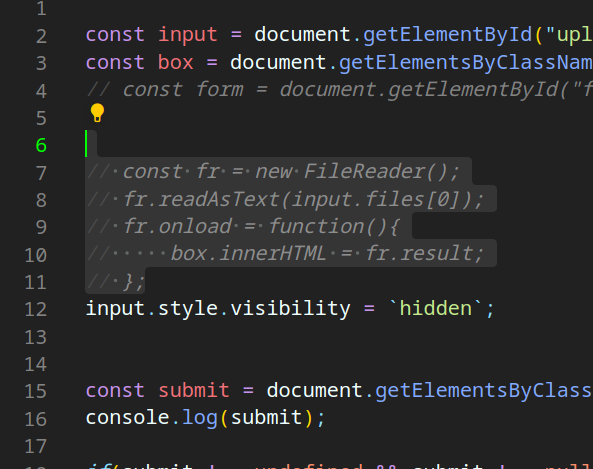 1
2 const input = document.getElementById("upl
3 const box = document.getElementsByClassNam
4 // const form = document.getElementById("f
5
6
7 // const fr = new FileReader();
8 // fr.readAsText(input.files[0]);
9 // fr.onload = function(){
10 //     box.innerHTML = fr.result;
11 // };
12 input.style.visibility = `hidden`;
13
14
15 const submit = document.getElementsByClass
16 console.log(submit);
17